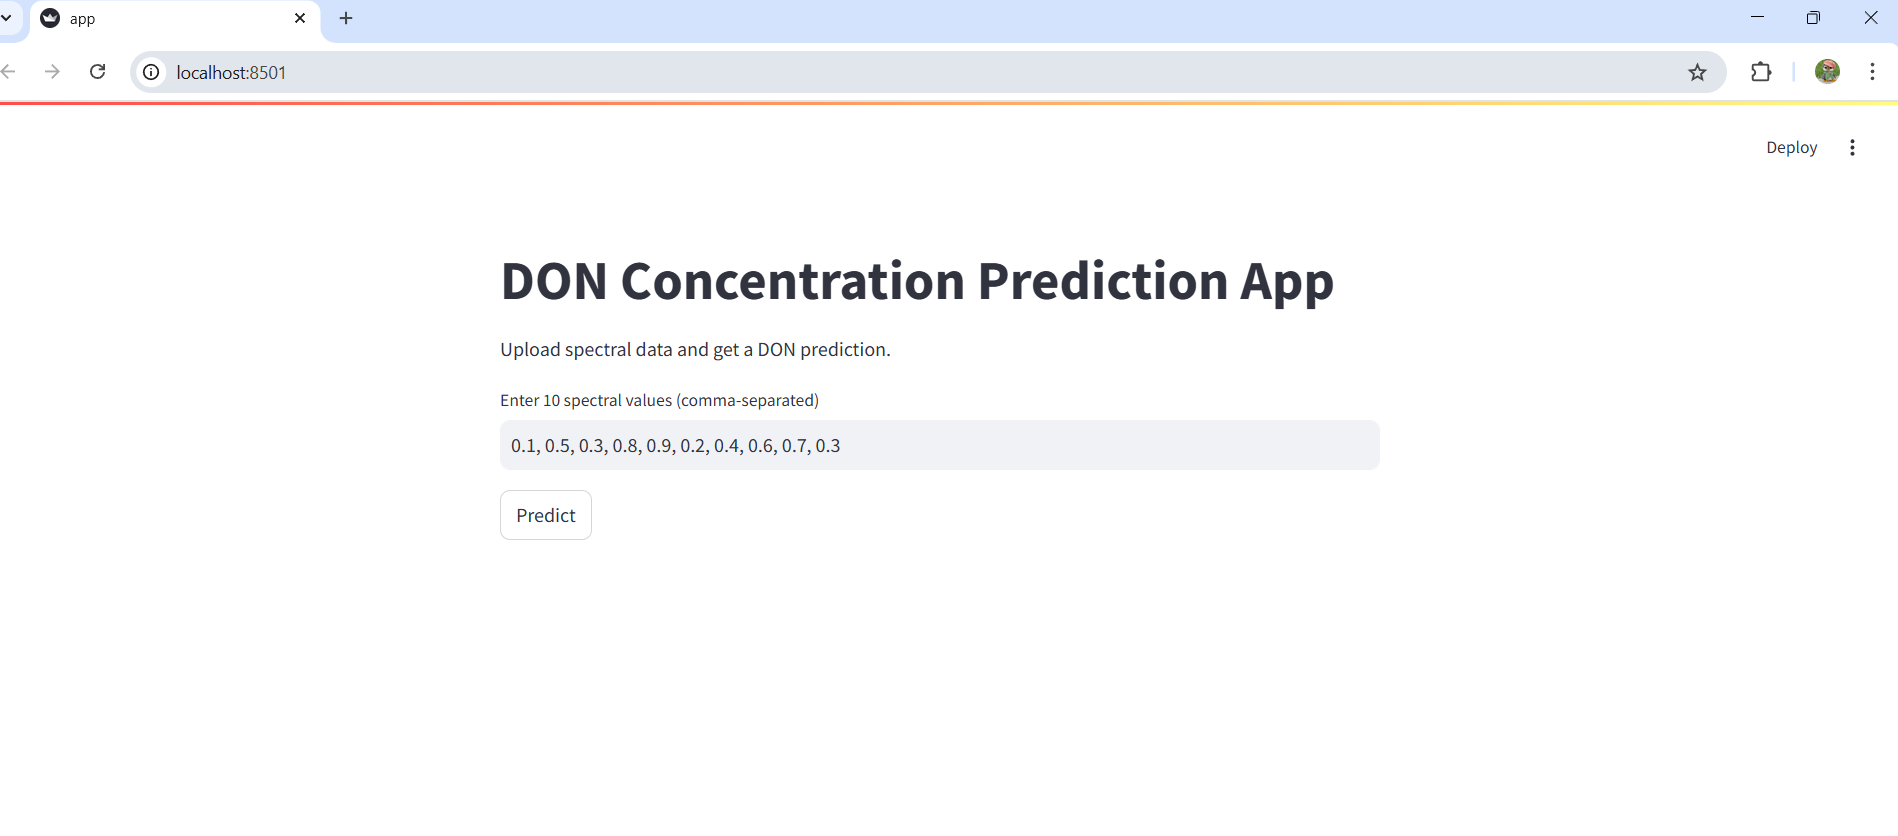 app
localhost:8501
Deploy
DON Concentration Prediction App
Upload spectral data and get a DON prediction.
Enter 10 spectral values (comma-separated)
0.1, 0.5, 0.3, 0.8, 0.9, 0.2, 0.4, 0.6, 0.7, 0.3
Predict